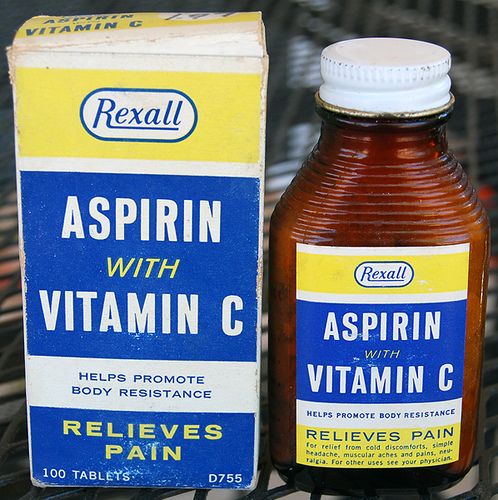 ASPIRIN
VITAMIN C
Rexall
ASPIRIN
WITH
VITAMIN C
HELPS PROMOTE
BODY RESISTANCE
RELIEVES
PAIN
100 TABLETS D755
Rexall
ASPIRIN
WITH
VITAMIN C
HELPS PROMOTE BODY RESISTANCE
RELIEVES PAIN
For relief from cold discomforts, simple
headache, muscular aches and pains, neu-
ralgia. For other uses see your physician.